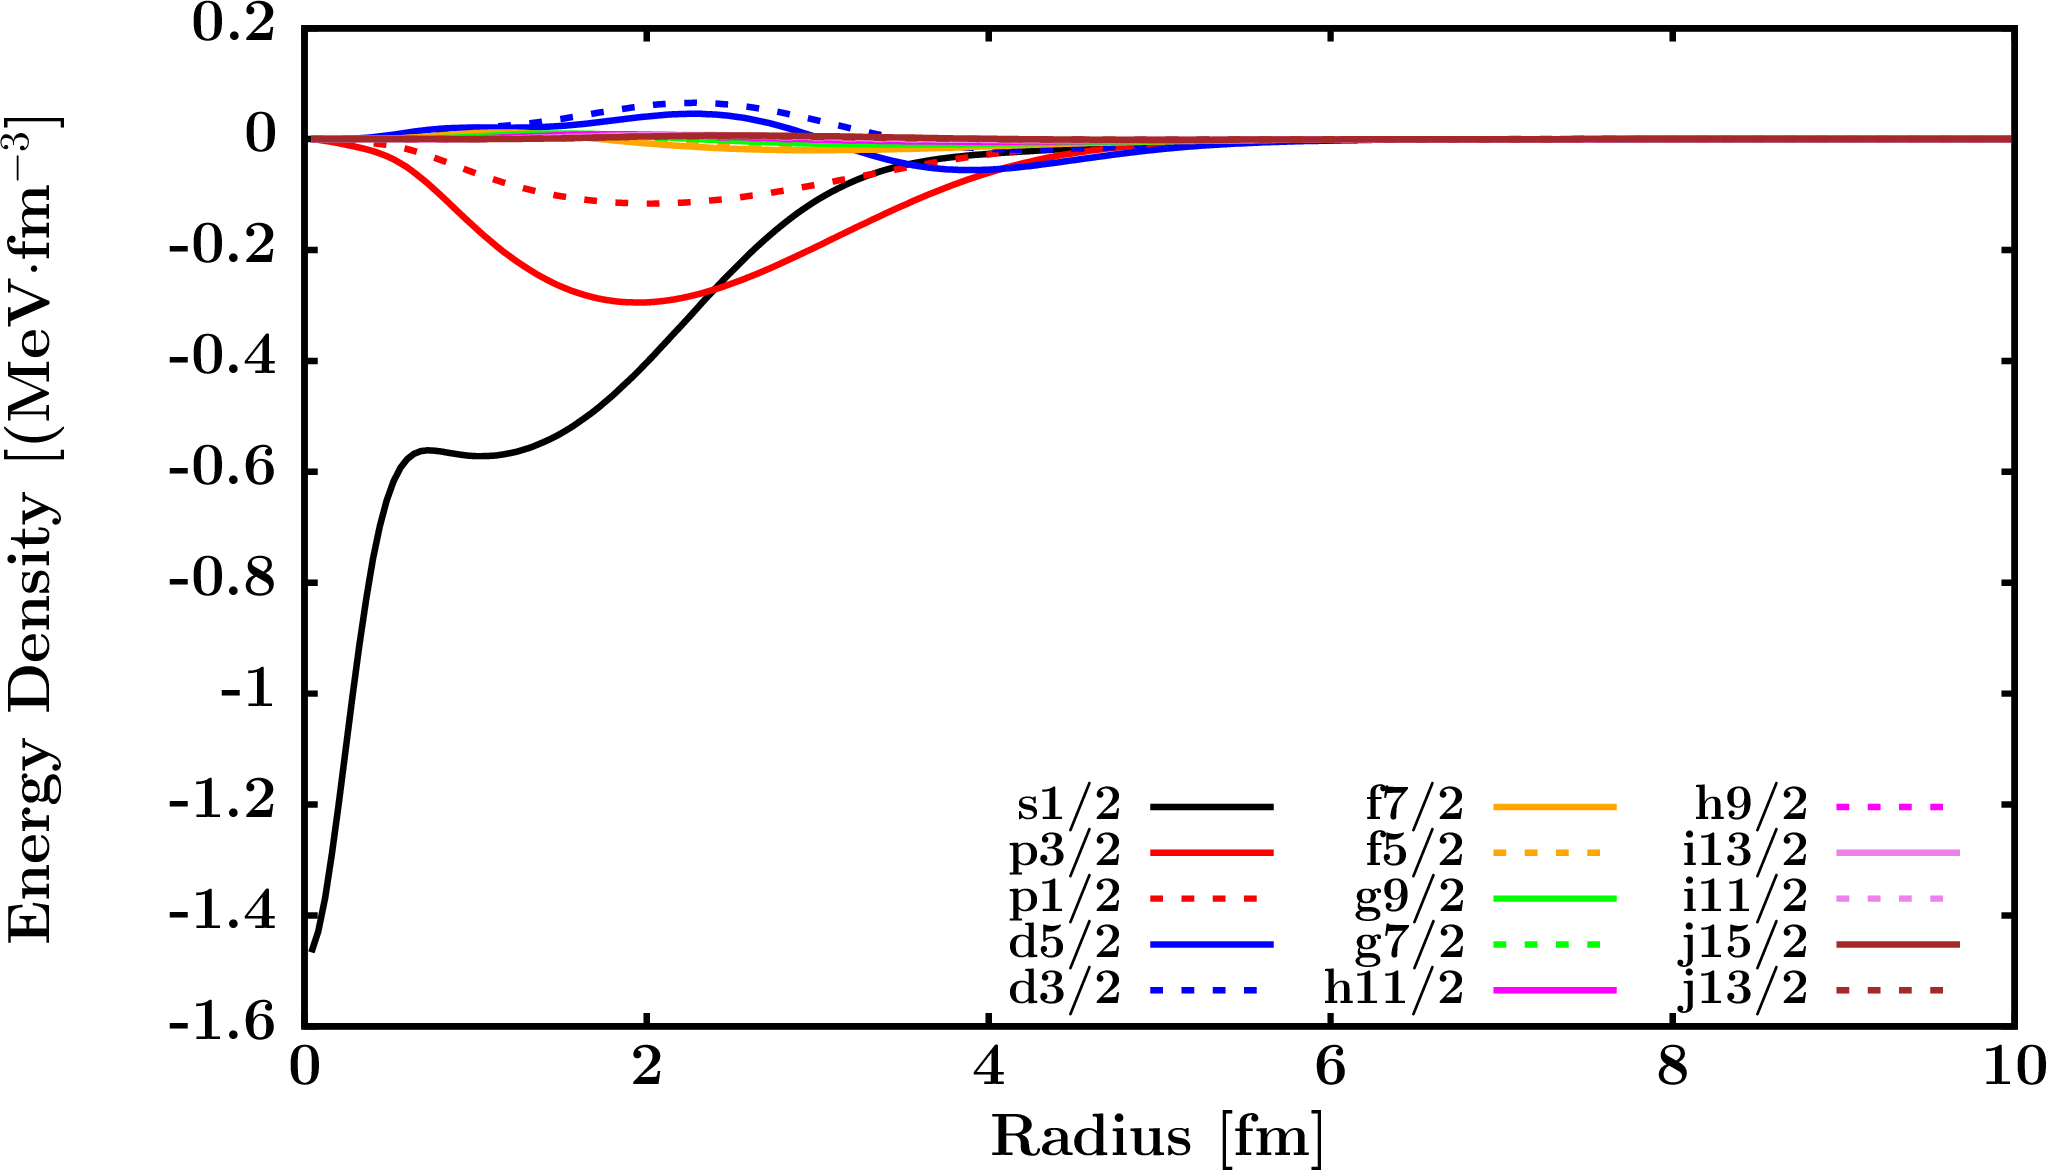 Energy Density [(MeV·fm⁻³]
0.2
0
-0.2
-0.4
-0.6
-0.8
-1
-1.2
-1.4
-1.6
s1/2
p3/2
p1/2
d5/2
d3/2
f7/2
f5/2
g9/2
g7/2
h11/2
h9/2
i13/2
i11/2
j15/2
j13/2
0 2 4 6 8 10
Radius [fm]